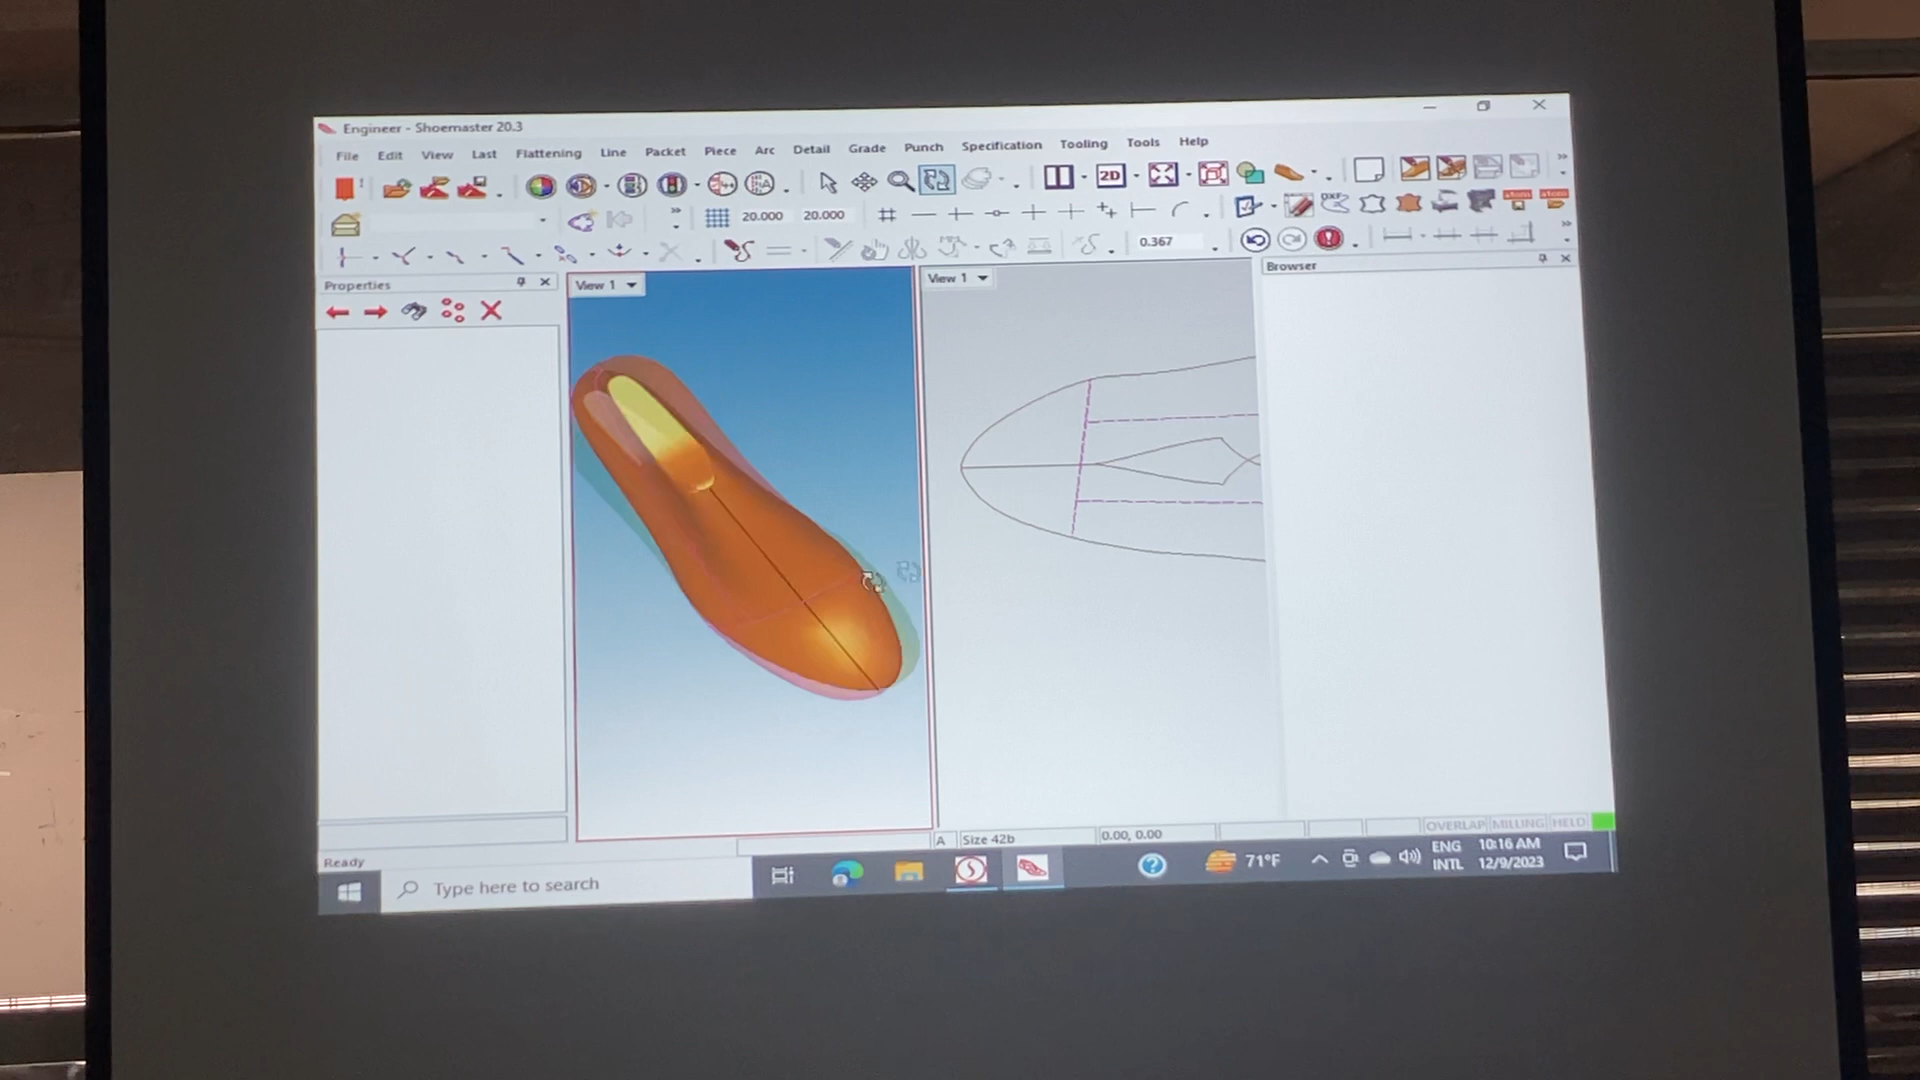 Engineer - Shoemaster 20.3
File Edit View Last Flattening Line Packet Piece Arc Detail Grade Punch Specification Tooling Tools Help
2D
20.000 20.000
DXF
0.367
Properties
View 1
View 1
Browser
A Size 42b 0.00, 0.00 OVERLAP MILLING HELD
Ready
Type here to search
71°F
ENG
INTL
10:16 AM
12/9/2023